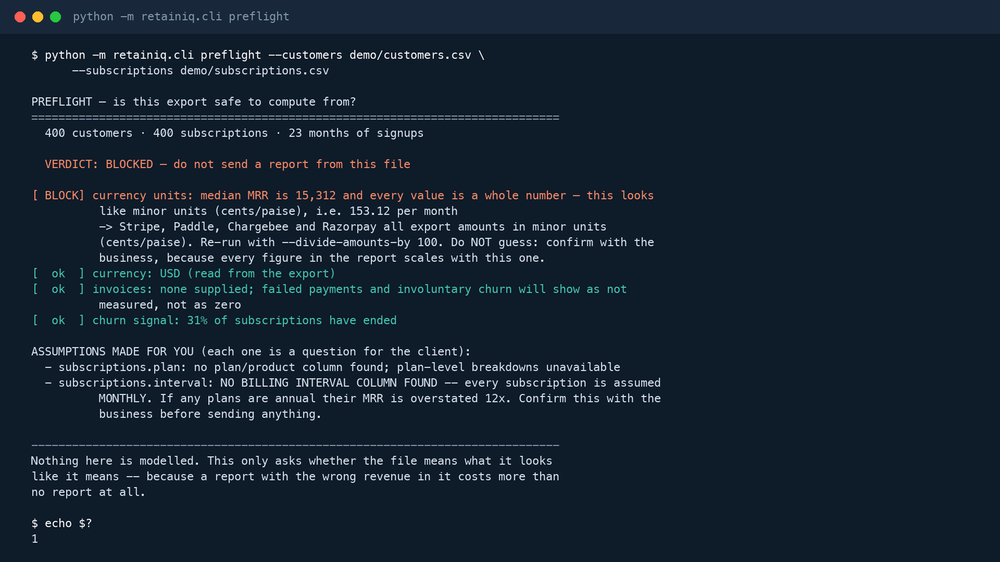 python -m retainiq.cli preflight
$ python -m retainiq.cli preflight --customers demo/customers.csv \
--subscriptions demo/subscriptions.csv
PREFLIGHT — is this export safe to compute from?
==============================================================================
400 customers · 400 subscriptions · 23 months of signups
VERDICT: BLOCKED — do not send a report from this file
[ BLOCK] currency units: median MRR is 15,312 and every value is a whole number — this looks
like minor units (cents/paise), i.e. 153.12 per month
-> Stripe, Paddle, Chargebee and Razorpay all export amounts in minor units
(cents/paise). Re-run with --divide-amounts-by 100. Do NOT guess: confirm with the
business, because every figure in the report scales with this one.
[  ok  ] currency: USD (read from the export)
[  ok  ] invoices: none supplied; failed payments and involuntary churn will show as not
measured, not as zero
[  ok  ] churn signal: 31% of subscriptions have ended
ASSUMPTIONS MADE FOR YOU (each one is a question for the client):
- subscriptions.plan: no plan/product column found; plan-level breakdowns unavailable
- subscriptions.interval: NO BILLING INTERVAL COLUMN FOUND -- every subscription is assumed
MONTHLY. If any plans are annual their MRR is overstated 12x. Confirm this with the
business before sending anything.
------------------------------------------------------------------------------
Nothing here is modelled. This only asks whether the file means what it looks
like it means -- because a report with the wrong revenue in it costs more than
no report at all.
$ echo $?
1